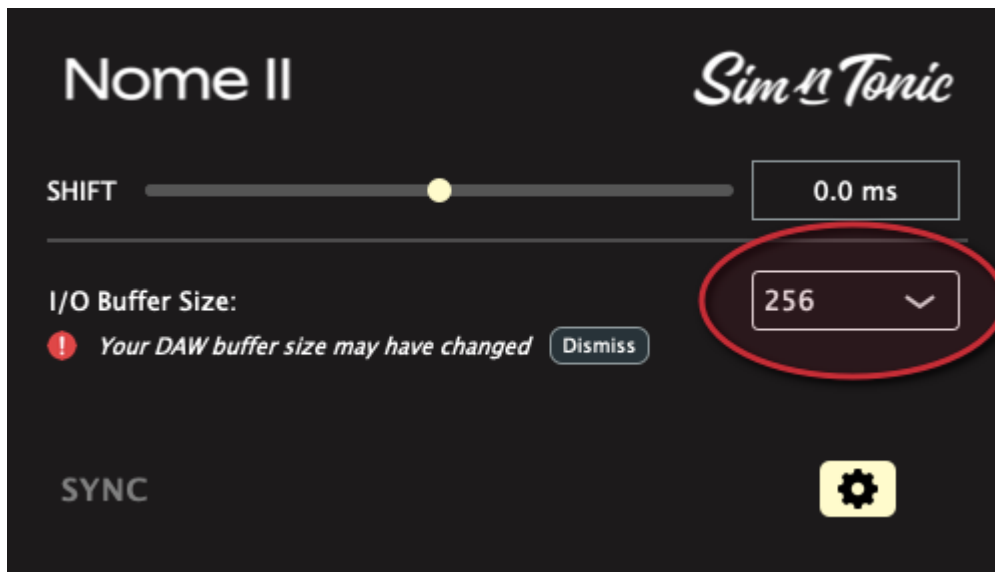 Nome II
Sim n Tonic
SHIFT
0.0 ms
I/O Buffer Size:
256
Your DAW buffer size may have changed
Dismiss
SYNC